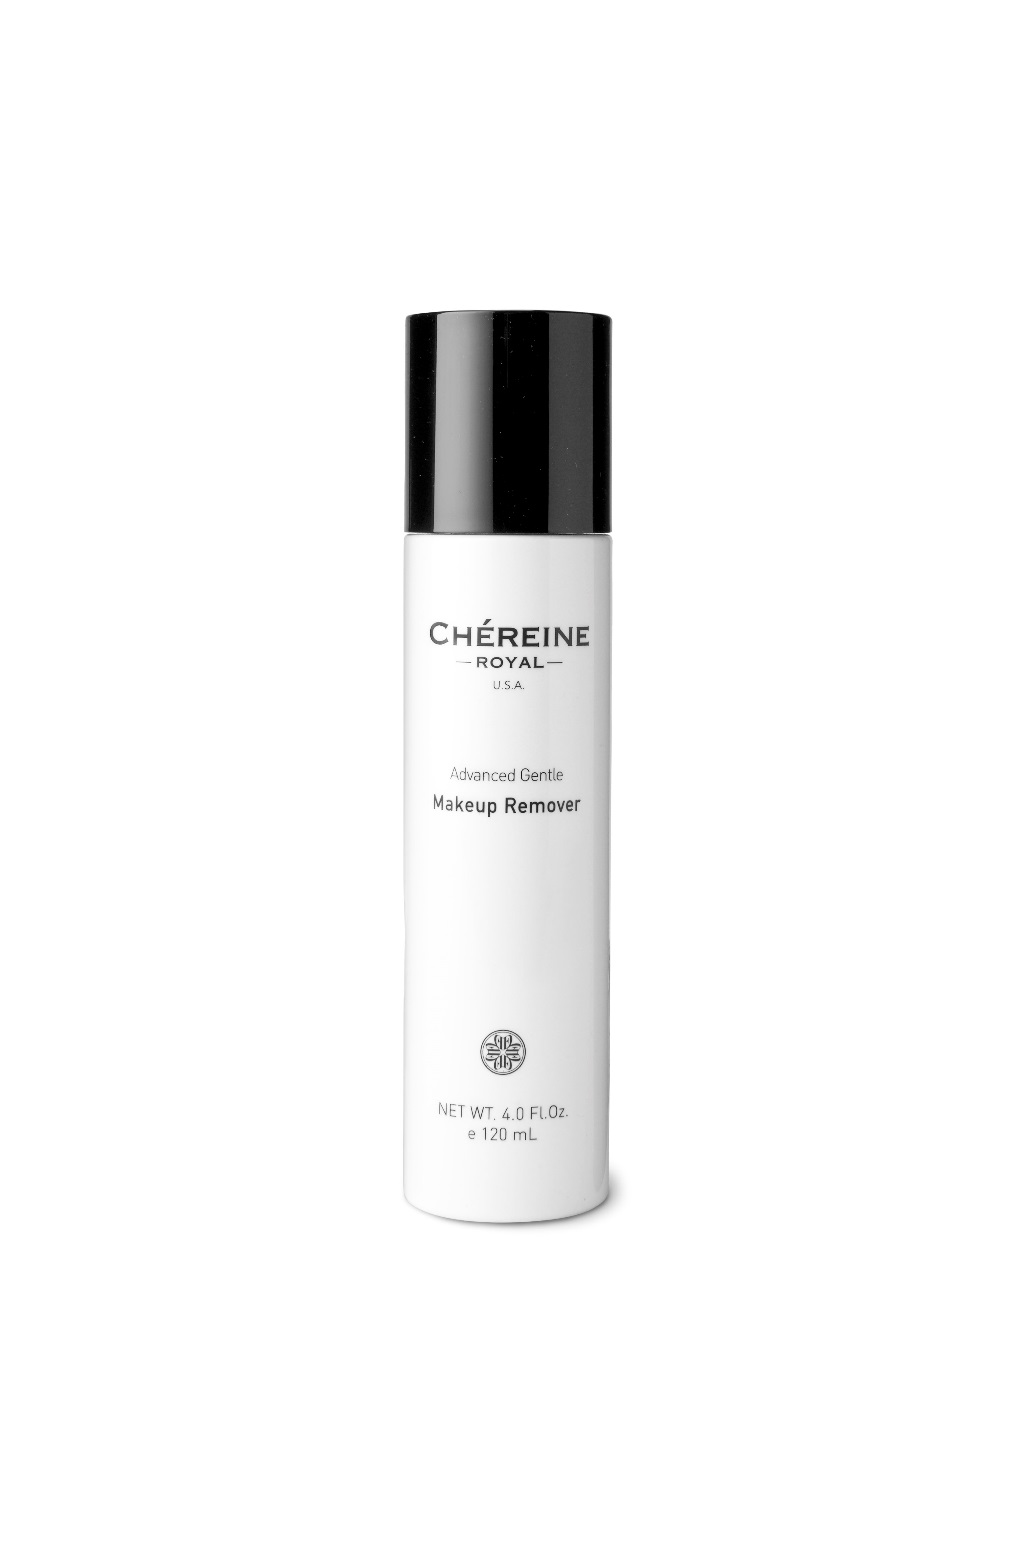 CHÉREINE
—ROYAL—
U.S.A.
Advanced Gentle
Makeup Remover
NET WT. 4.0 Fl.Oz.
e 120 mL